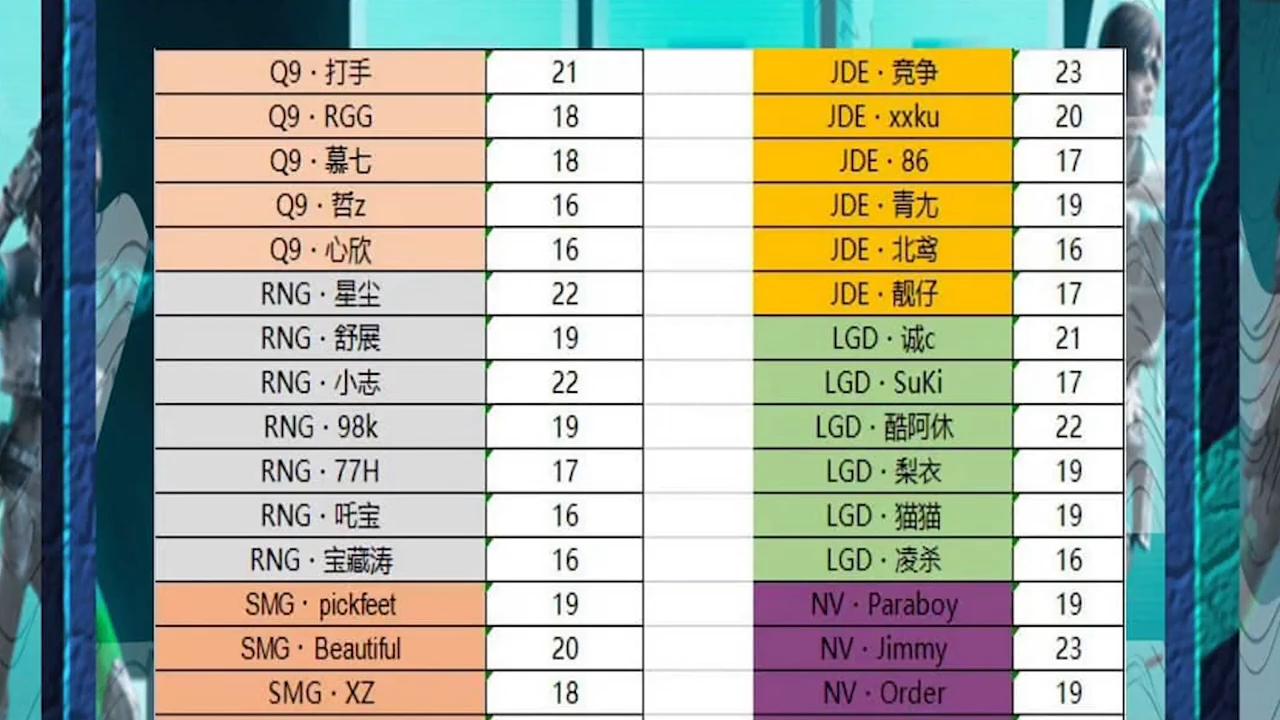 Q9 · 打手 21 JDE · 竞争 23
Q9 · RGG 18 JDE · xxku 20
Q9 · 慕七 18 JDE · 86 17
Q9 · 哲z 16 JDE · 青尢 19
Q9 · 心欣 16 JDE · 北鸢 16
RNG · 星尘 22 JDE · 靓仔 17
RNG · 舒展 19 LGD · 诚c 21
RNG · 小志 22 LGD · SuKi 17
RNG · 98k 19 LGD · 酷阿休 22
RNG · 77H 17 LGD · 梨衣 19
RNG · 吒宝 16 LGD · 猫猫 19
RNG · 宝藏涛 16 LGD · 凌杀 16
SMG · pickfeet 19 NV · Paraboy 19
SMG · Beautiful 20 NV · Jimmy 23
SMG · XZ 18 NV · Order 19